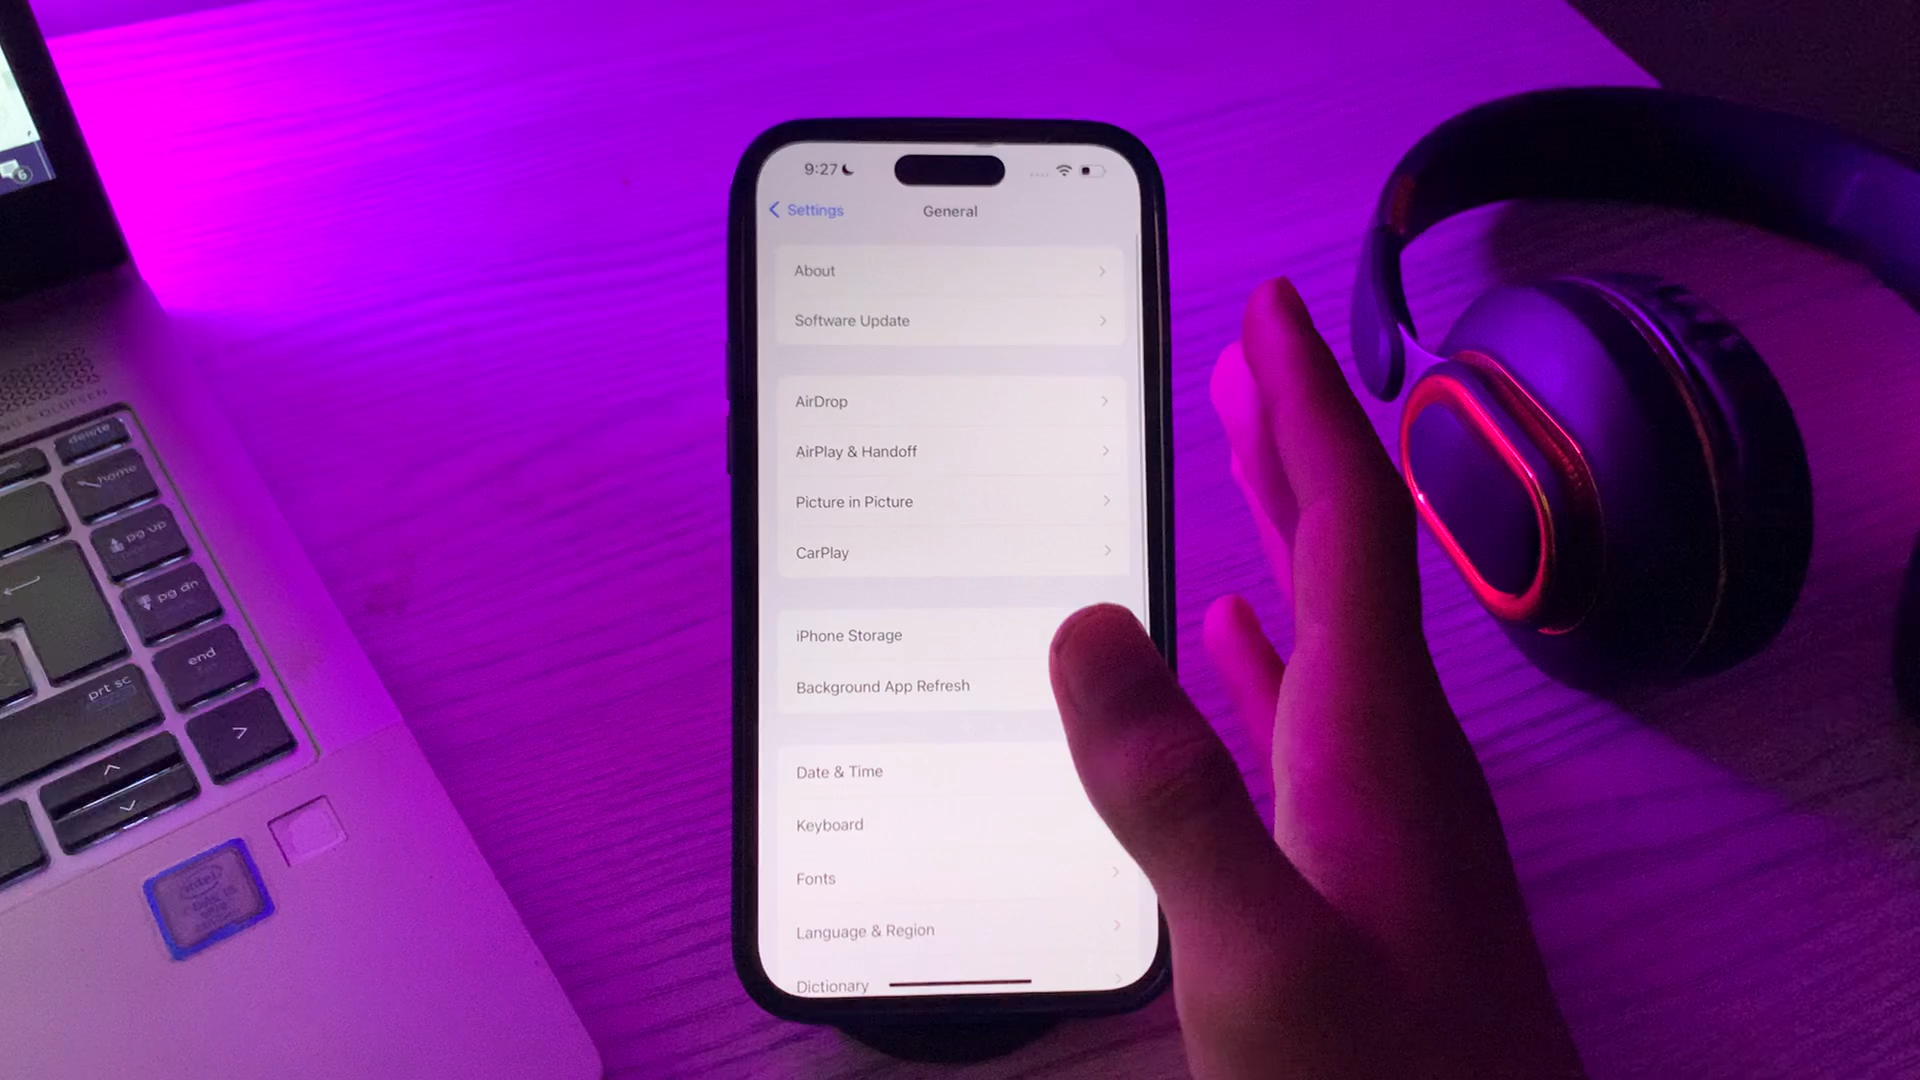 9:27
Settings
General
About
Software Update
AirDrop
AirPlay & Handoff
Picture in Picture
CarPlay
iPhone Storage
Background App Refresh
Date & Time
Keyboard
Fonts
Language & Region
Dictionary
6
delete
home
pg up
pg dn
end
prt sc
intel